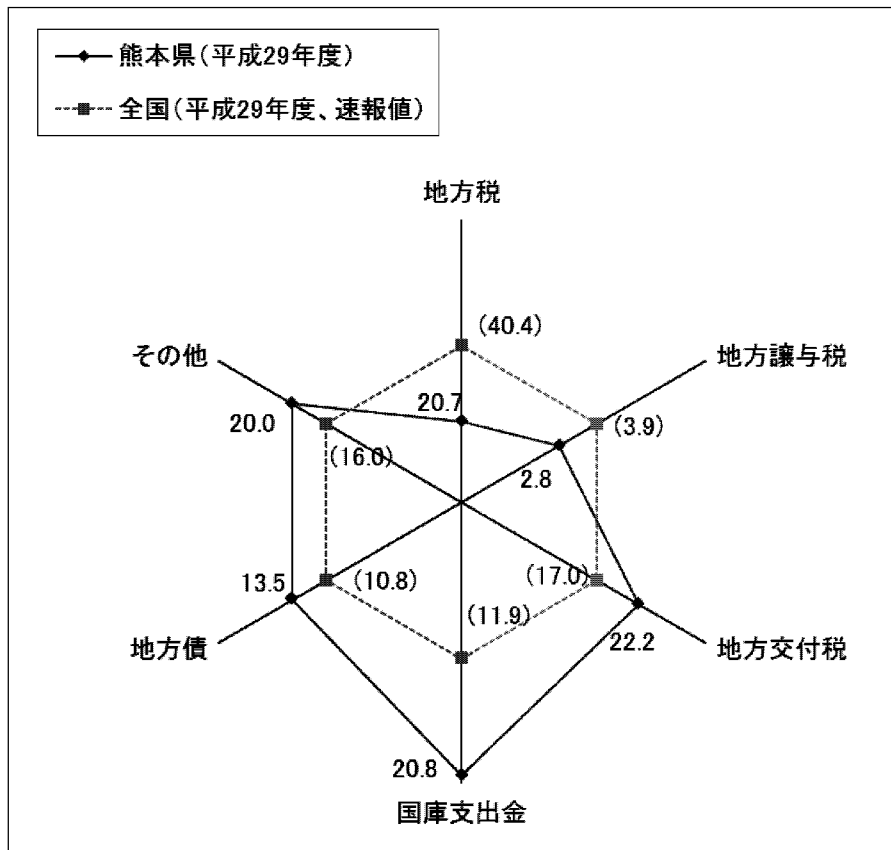 熊本県(平成29年度)
全国(平成29年度、速報値)
地方税
(40.4)
その他
地方譲与税
20.7
20.0
(3.9)
(16.0)
2.8
13.5
(10.8)
(17.0)
(11.9)
地方債
22.2
地方交付税
20.8
国庫支出金